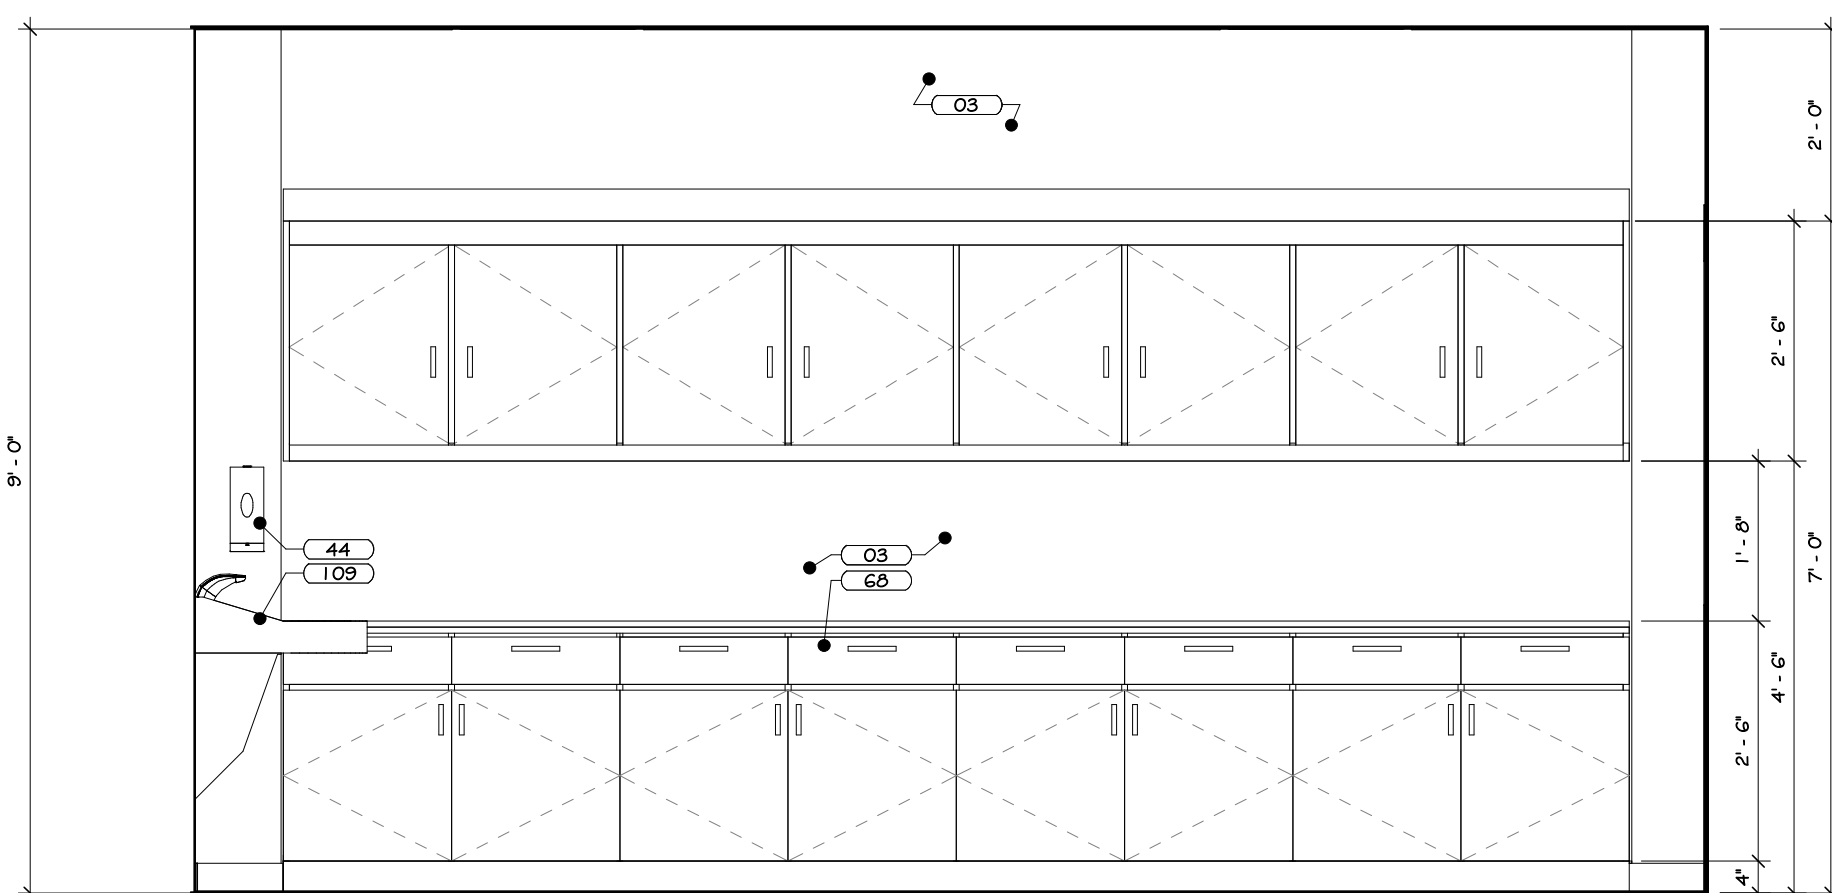 03
2' - 0"
2' - 6"
9' - 0"
44
109
03
68
1' - 8"
7' - 0"
4' - 6"
2' - 6"
4"